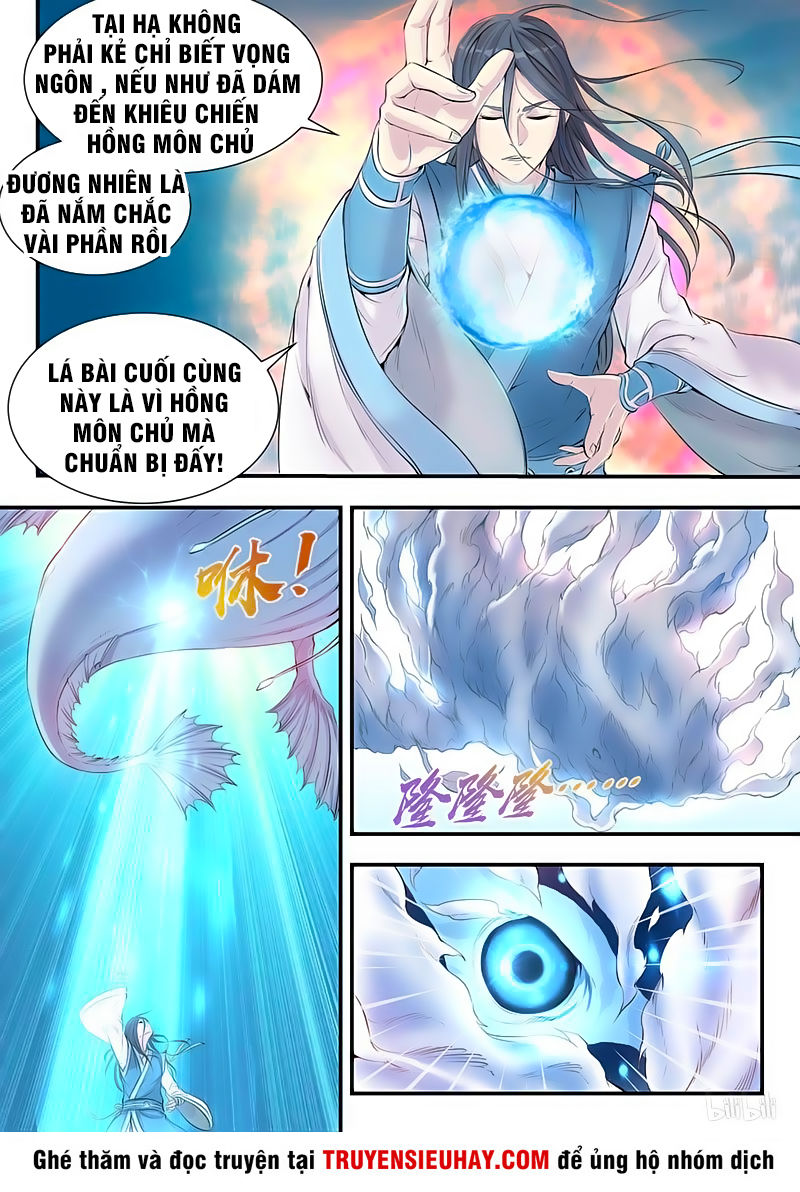 TẠI HẠ KHÔNG
PHẢI KẺ CHỈ BIẾT VỌNG
NGÔN , NẾU NHƯ ĐÃ DÁM
ĐẾN KHIÊU CHIẾN
HỒNG MÔN CHỦ
ĐƯƠNG NHIÊN LÀ
ĐÃ NẮM CHẮC
VÀI PHẦN RỒI
LÁ BÀI CUỐI CÙNG
NÀY LÀ VÌ HỒNG
MÔN CHỦ MÀ
CHUẨN BỊ ĐẤY!
咻！
隆隆隆……
bilibili
Ghé thăm và đọc truyện tại TRUYENSIEUHAY.COM để ủng hộ nhóm dịch